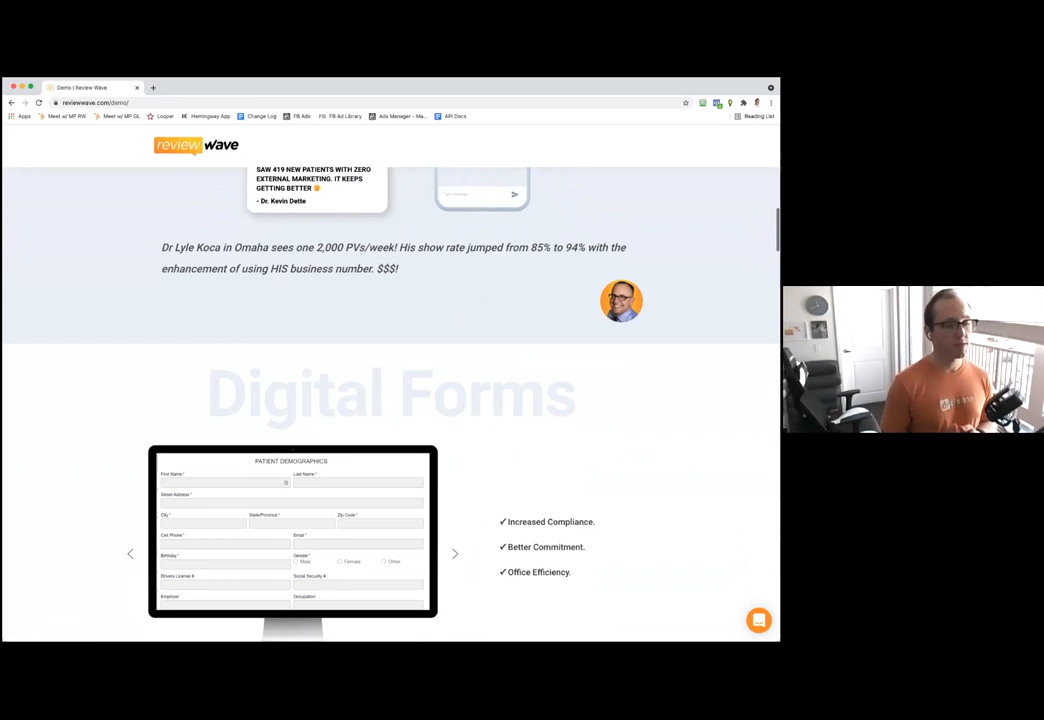 Demo | Review Wave
reviewwave.com/demo/
Apps
Meet w/ MP RW
Meet w/ MP GL
Looper
Hemingway App
Change Log
FB Ads
FB Ad Library
Ads Manager - Ma...
API Docs
Reading List
review wave
SAW 419 NEW PATIENTS WITH ZERO
EXTERNAL MARKETING. IT KEEPS
GETTING BETTER 🙂
- Dr. Kevin Dette
Dr Lyle Koca in Omaha sees one 2,000 PVs/week! His show rate jumped from 85% to 94% with the
enhancement of using HIS business number. $$$!
Digital Forms
PATIENT DEMOGRAPHICS
First Name *
Last Name *
Street Address *
City *
State/Province *
Zip Code *
Cell Phone *
Email *
Birthday *
Gender *
Male
Female
Other
Drivers License #
Social Security #
Employer
Occupation
✓Increased Compliance.
✓Better Commitment.
✓Office Efficiency.